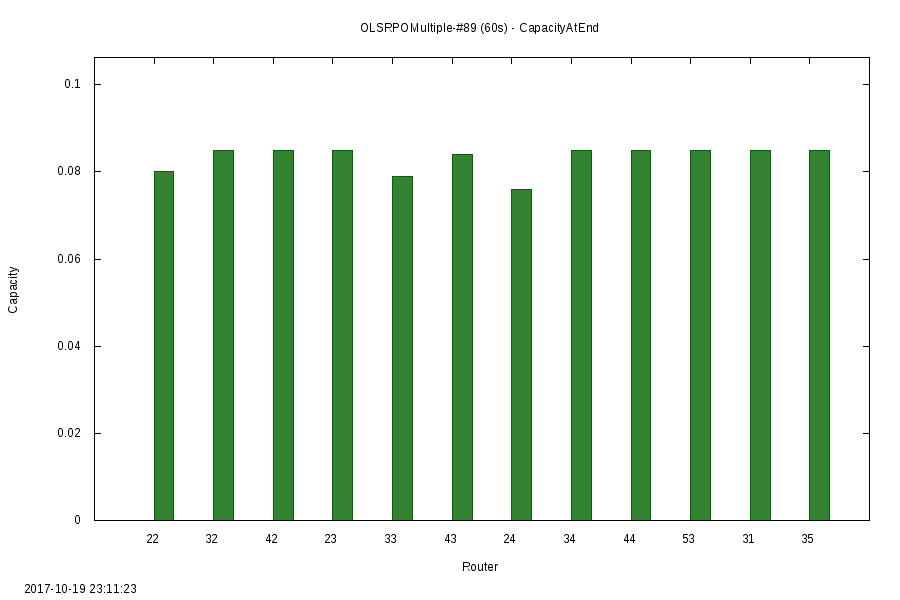 OLSRPOMultiple-#89 (60s) - CapacityAtEnd
0.1
0.08
0.06
0.04
0.02
0
Capacity
22 32 42 23 33 43 24 34 44 53 31 35
Router
2017-10-19 23:11:23